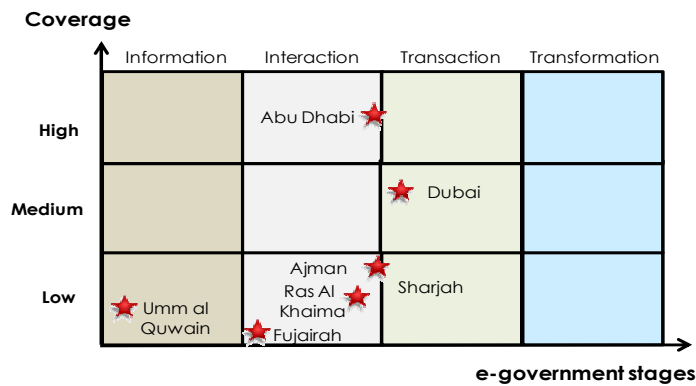 Coverage
Information Interaction Transaction Transformation
High
Abu Dhabi
Medium
Dubai
Low
Ajman
Ras Al
Khaima
Sharjah
Umm al
Quwain
Fujairah
e-government stages